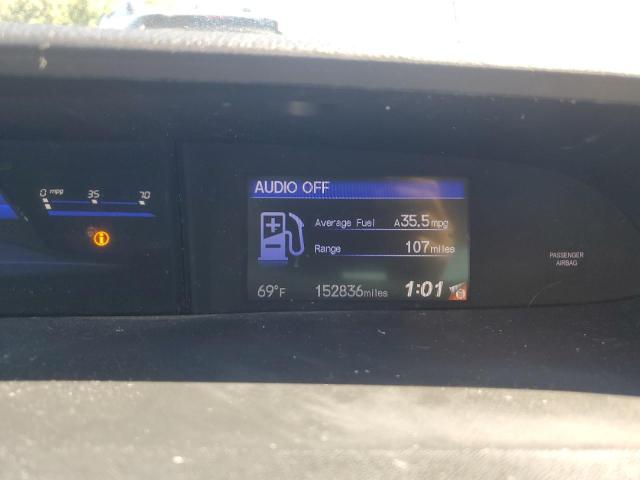 AUDIO OFF
0 mpg 35 70
Average Fuel A35.5mpg
Range 107miles
PASSENGER
AIRBAG
69°F 152836miles 1:01